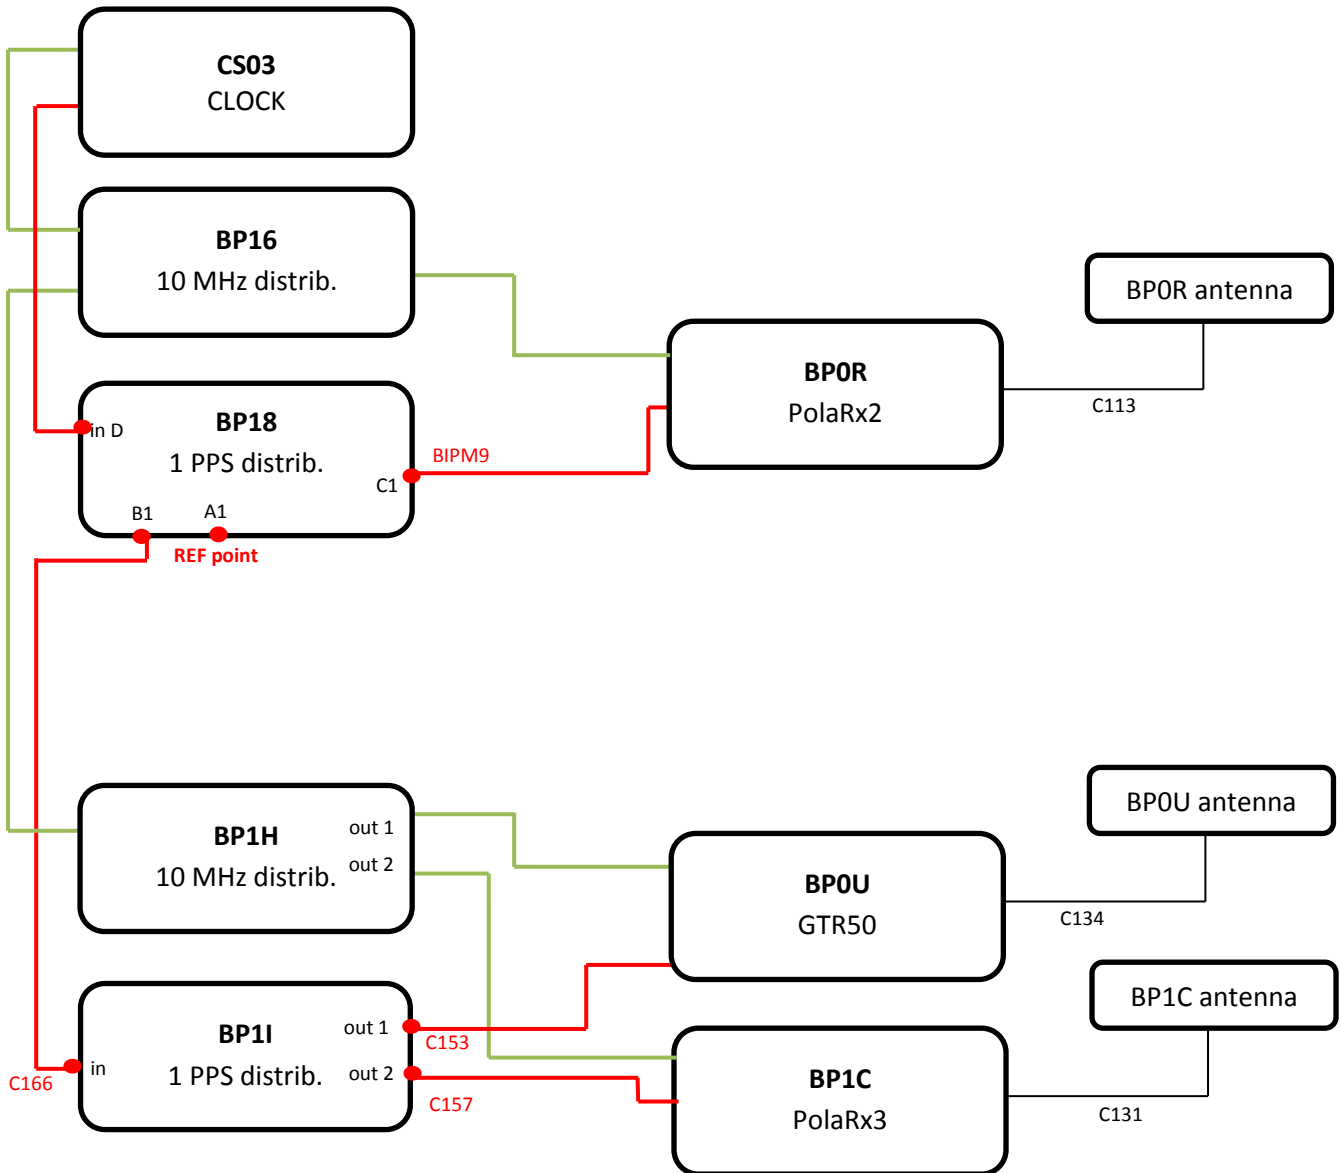 CS03
CLOCK
BP16
10 MHz distrib.
BP0R antenna
BP0R
PolaRx2
C113
BP18
in D
1 PPS distrib.
BIPM9
C1
B1
A1
REF point
BP0U antenna
BP1H
out 1
out 2
10 MHz distrib.
BP0U
GTR50
C134
BP1C antenna
BP1I
out 1
C153
in
1 PPS distrib.
out 2
C166
C157
BP1C
PolaRx3
C131